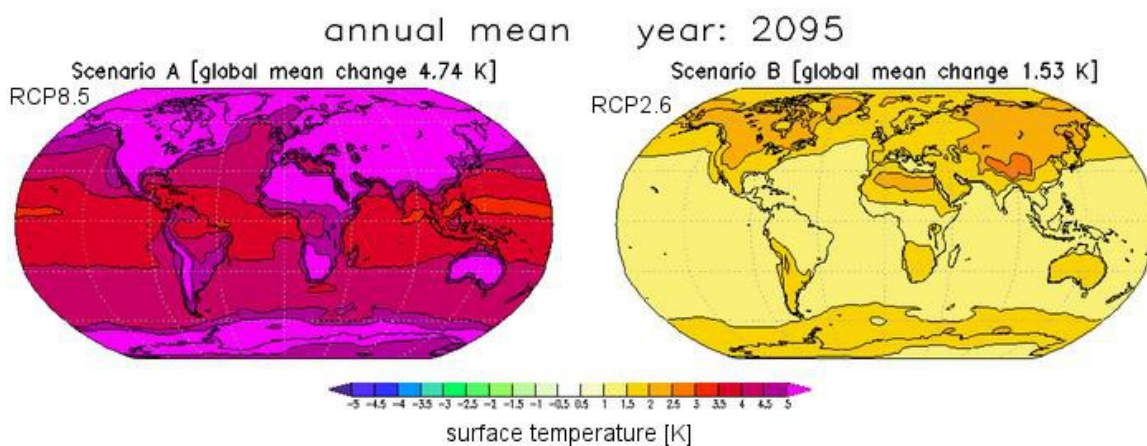 annual mean year: 2095
Scenario A [global mean change 4.74 K]
RCP8.5
Scenario B [global mean change 1.53 K]
RCP2.6
-5 -4.5 -4 -3.5 -3 -2.5 -2 -1.5 -1 -0.5 0.5 1 1.5 2 2.5 3 3.5 4 4.5 5
surface temperature [K]